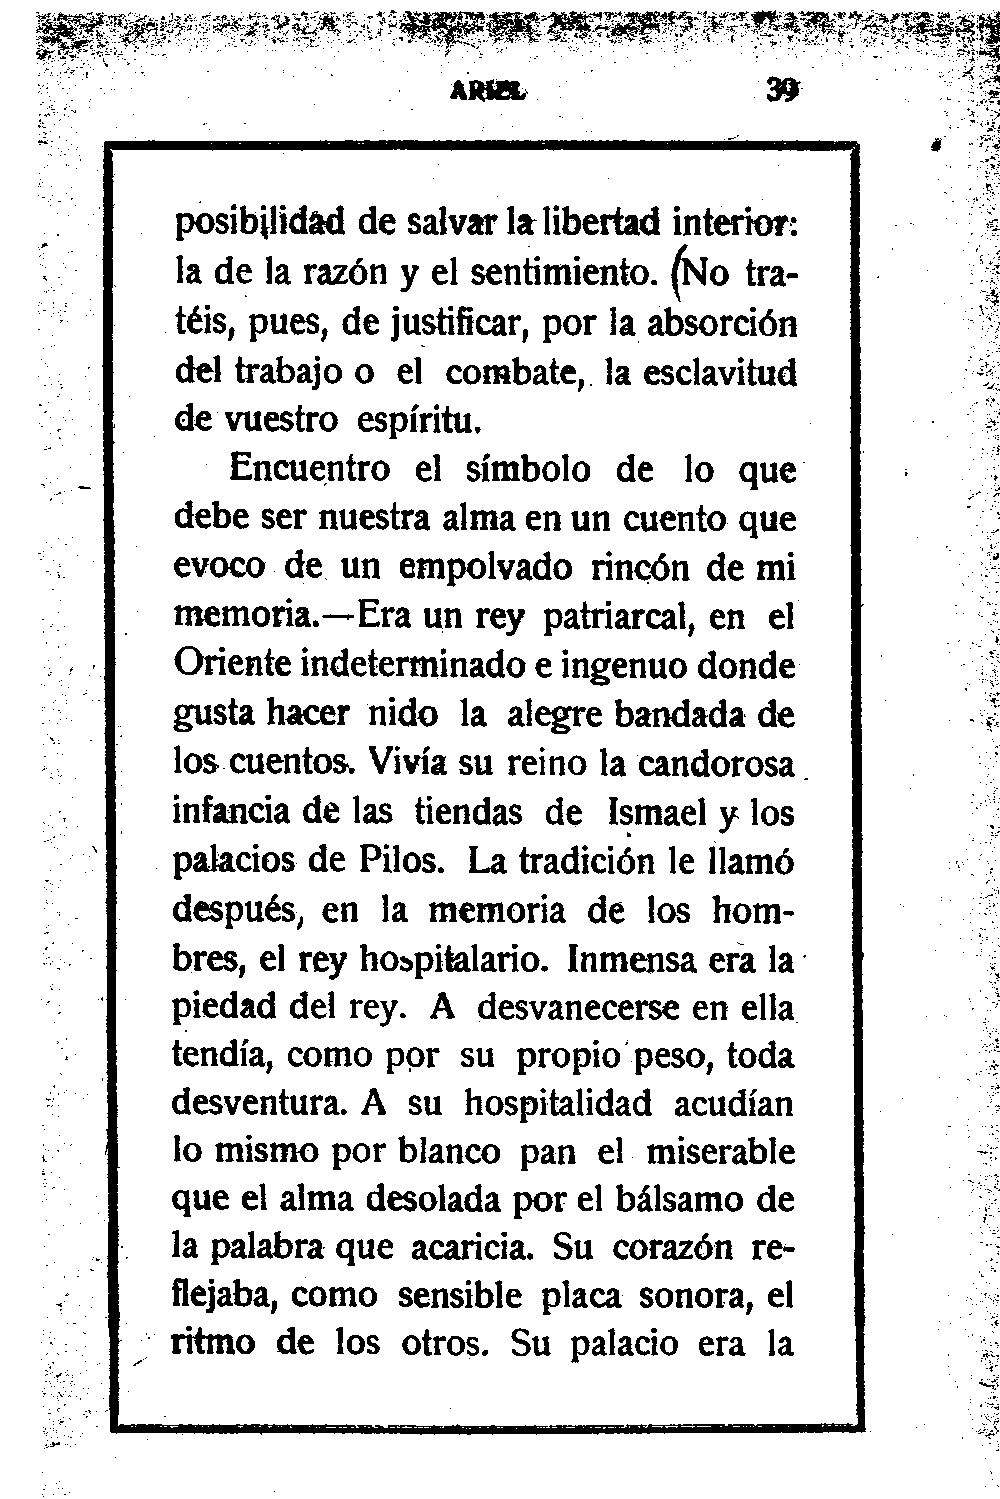 ARIEL 39
posibilidad de salvar la libertad interior:
la de la razón y el sentimiento. (No tra-
téis, pues, de justificar, por la absorción
del trabajo o el combate, la esclavitud
de vuestro espíritu.
Encuentro el símbolo de lo que
debe ser nuestra alma en un cuento que
evoco de un empolvado rincón de mi
memoria.—Era un rey patriarcal, en el
Oriente indeterminado e ingenuo donde
gusta hacer nido la alegre bandada de
los cuentos. Vivía su reino la candorosa
infancia de las tiendas de Ismael y los
palacios de Pilos. La tradición le llamó
después, en la memoria de los hom-
bres, el rey hospitalario. Inmensa era la
piedad del rey. A desvanecerse en ella
tendía, como por su propio peso, toda
desventura. A su hospitalidad acudían
lo mismo por blanco pan el miserable
que el alma desolada por el bálsamo de
la palabra que acaricia. Su corazón re-
flejaba, como sensible placa sonora, el
ritmo de los otros. Su palacio era la